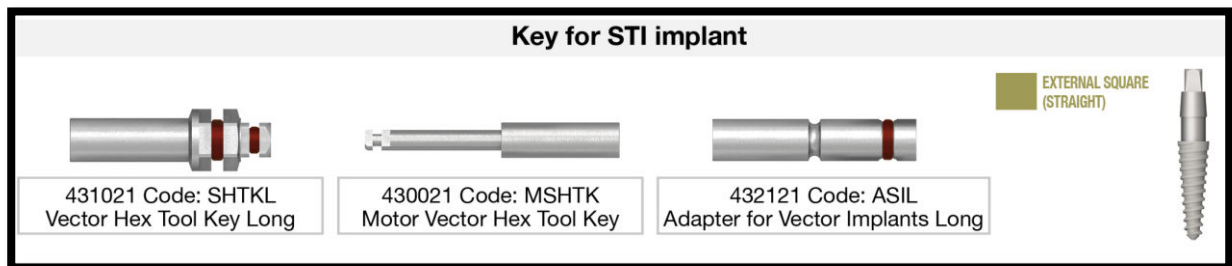 Key for STI implant
EXTERNAL SQUARE
(STRAIGHT)
431021 Code: SHTKL
Vector Hex Tool Key Long
430021 Code: MSHTK
Motor Vector Hex Tool Key
432121 Code: ASIL
Adapter for Vector Implants Long